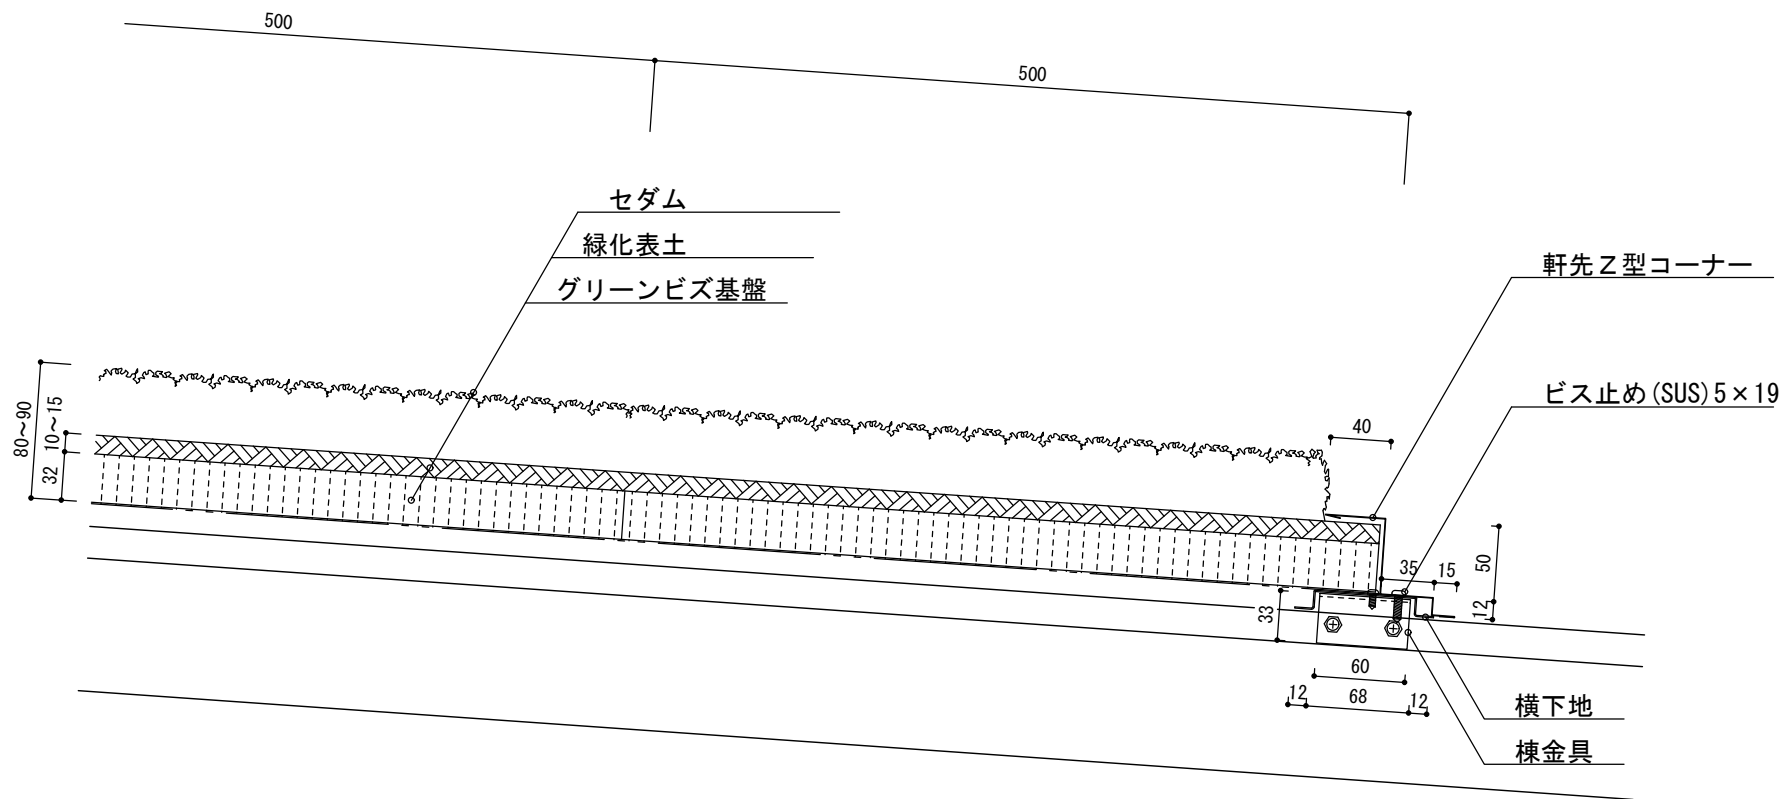 500
500
セダム
緑化表土
グリーンビズ基盤
軒先Z型コーナー
ビス止め(SUS)5×19
80~90
10~15
32
40
35
15
50
12
33
60
12
68
12
横下地
棟金具